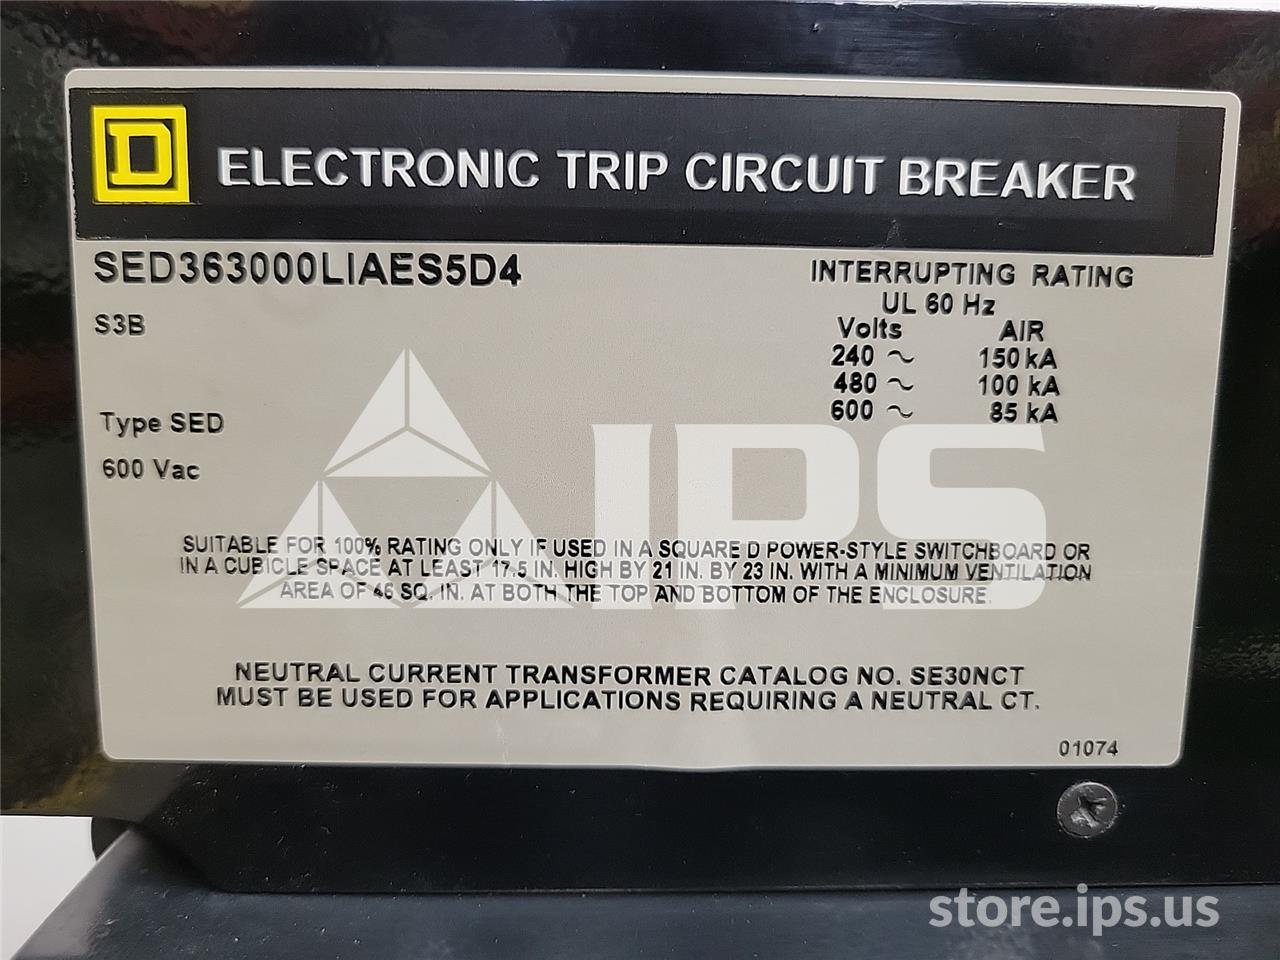 D
ELECTRONIC TRIP CIRCUIT BREAKER
SED363000LIAES5D4
S3B
Type SED
600 Vac
INTERRUPTING RATING
UL 60 Hz
Volts AIR
240 ~ 150 kA
480 ~ 100 kA
600 ~ 85 kA
IPS
SUITABLE FOR 100% RATING ONLY IF USED IN A SQUARE D POWER-STYLE SWITCHBOARD OR
IN A CUBICLE SPACE AT LEAST 17.5 IN. HIGH BY 21 IN. BY 23 IN. WITH A MINIMUM VENTILATION
AREA OF 46 SQ. IN. AT BOTH THE TOP AND BOTTOM OF THE ENCLOSURE.
NEUTRAL CURRENT TRANSFORMER CATALOG NO. SE30NCT
MUST BE USED FOR APPLICATIONS REQUIRING A NEUTRAL CT.
01074
store.ips.us